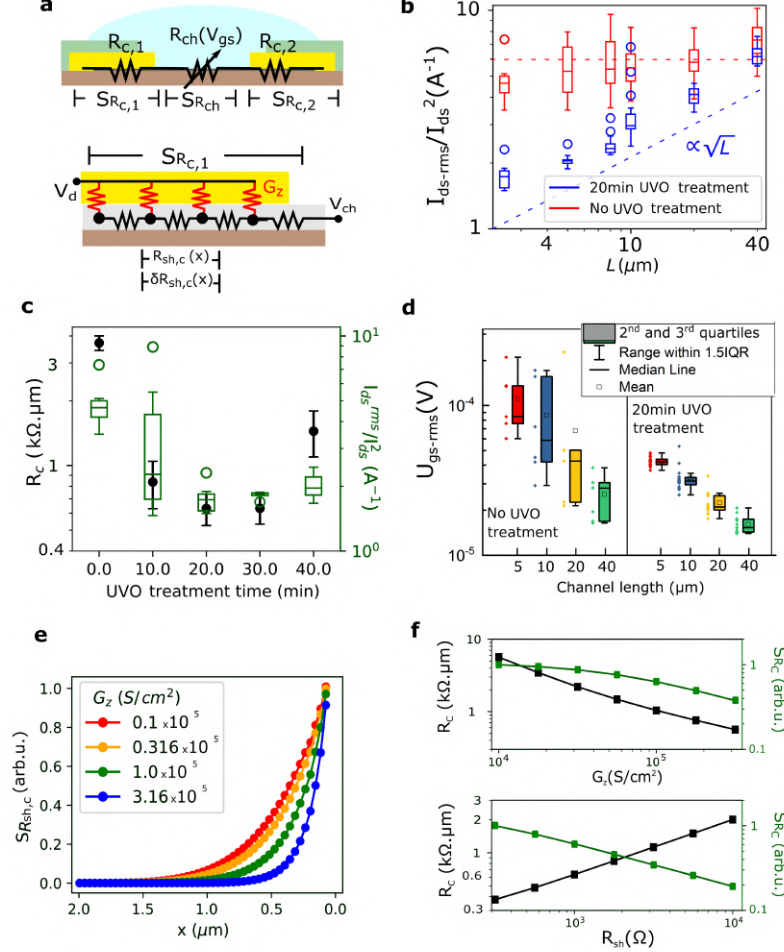 a
R_c,1
R_ch(V_gs)
R_c,2
S_Rc,1
S_Rch
S_Rc,2
S_Rc,1
V_d
G_z
V_ch
R_sh,c(x)
δR_sh,c(x)
b
10
I_ds-rms/I_ds^2(A^-1)
∝√L
20min UVO treatment
No UVO treatment
1
4
10
20
40
L(μm)
c
3
1
0.4
R_c (kΩ.μm)
10^1
10^0
I_ds rms/I^2_ds (A^-1)
0.0
10.0
20.0
30.0
40.0
UVO treatment time (min)
d
2nd and 3rd quartiles
Range within 1.5IQR
Median Line
Mean
20min UVO
treatment
U_gs-rms(V)
10^-4
10^-5
No UVO
treatment
5
10
20
40
5
10
20
40
Channel length (μm)
e
S_Rsh,c (arb.u.)
1.0
0.8
0.6
0.4
0.2
0.0
G_z (S/cm^2)
0.1 ×10^5
0.316×10^5
1.0 ×10^5
3.16×10^5
2.0
1.5
1.0
0.5
0.0
x (μm)
f
R_c (kΩ.μm)
10
1
1
0.1
S_Rc (arb.u.)
10^4
10^5
G_z(S/cm^2)
R_c (kΩ.μm)
3
2
1
0.6
0.3
1
0.1
S_Rc (arb.u.)
10^3
10^4
R_sh(Ω)